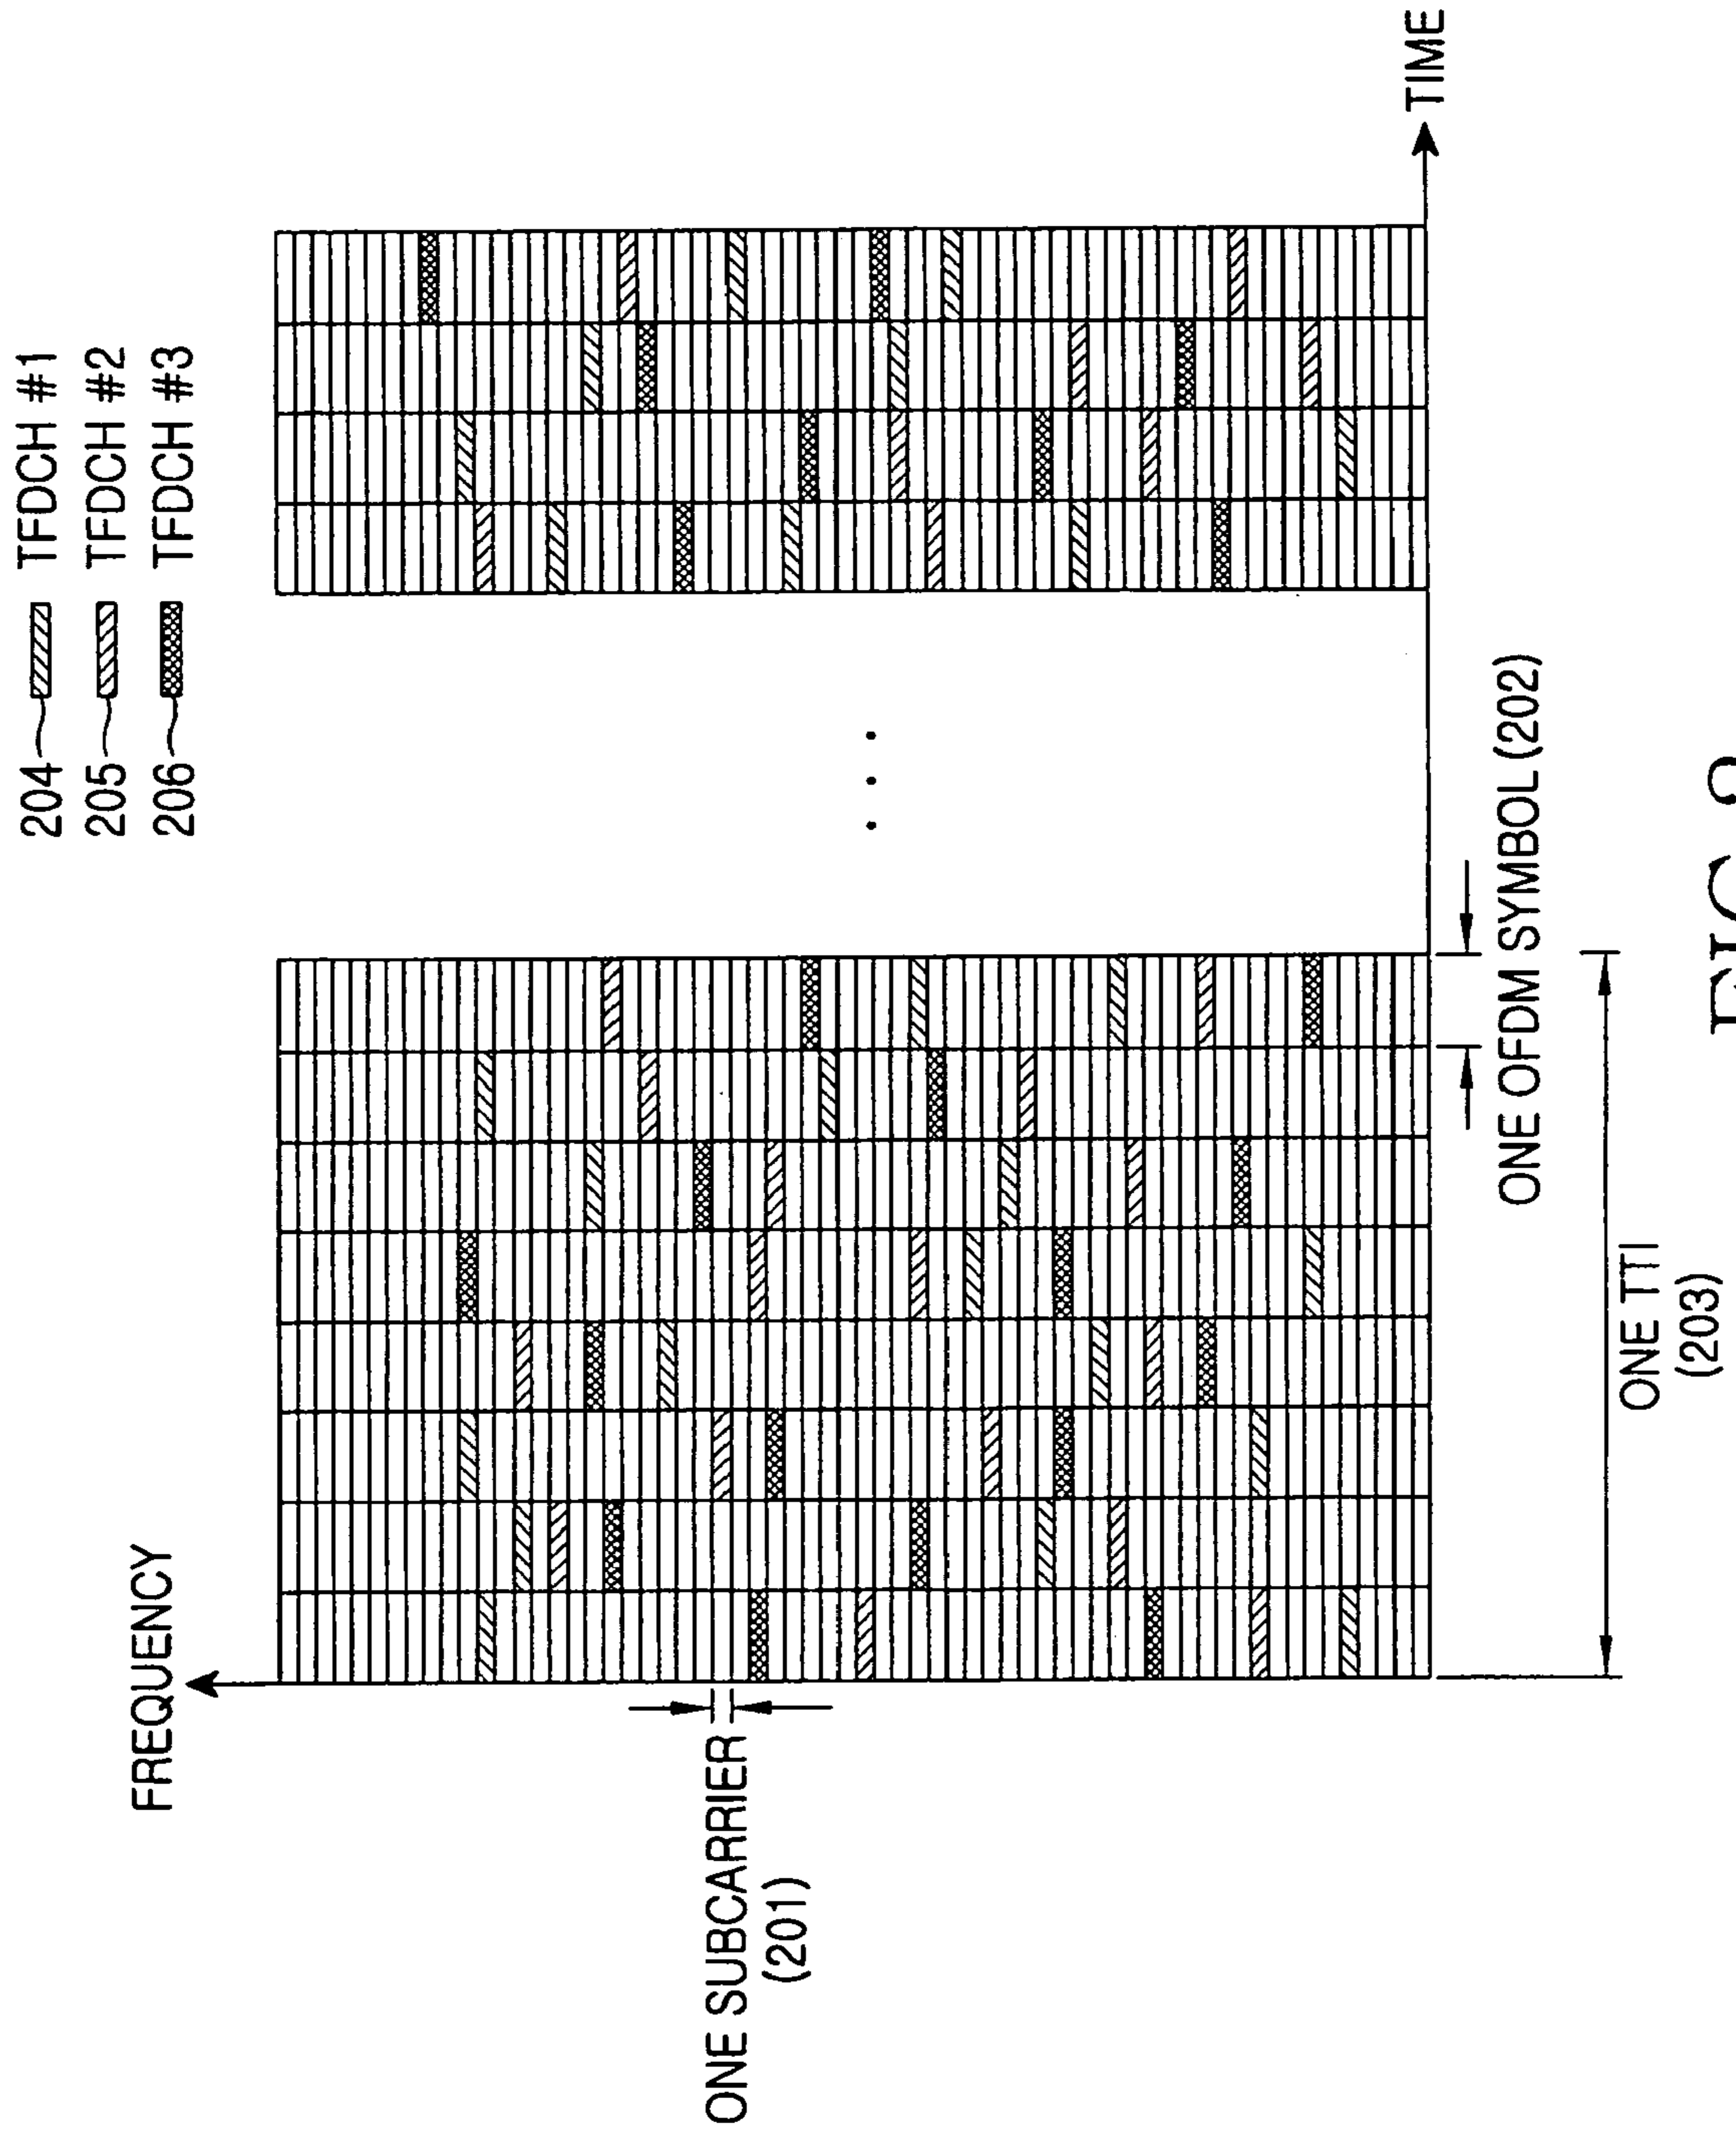 204 TFDCH #1
205 TFDCH #2
206 TFDCH #3
FREQUENCY
ONE SUBCARRIER
(201)
TIME
ONE OFDM SYMBOL (202)
ONE TTI
(203)